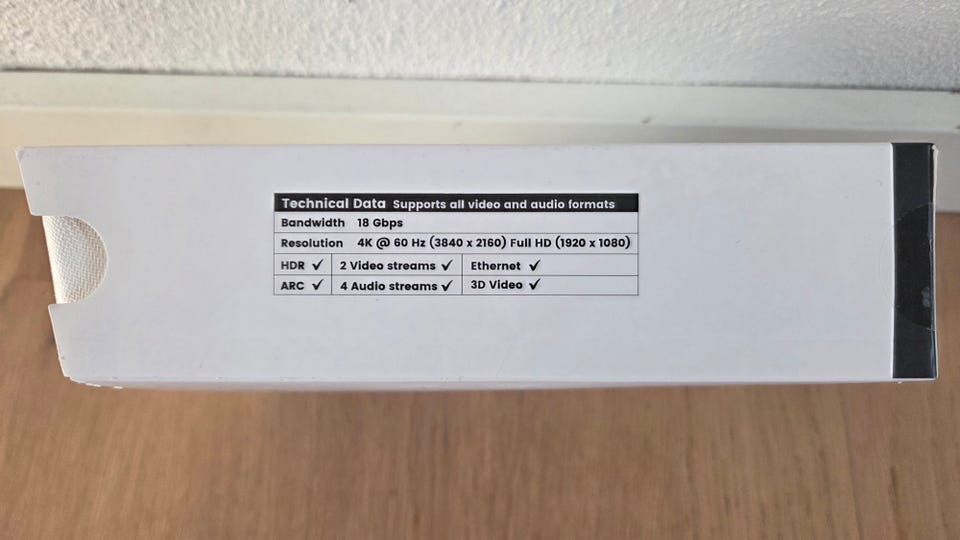 Technical Data Supports all video and audio formats
Bandwidth 18 Gbps
Resolution 4K @ 60 Hz (3840 x 2160) Full HD (1920 x 1080)
HDR ✓ 2 Video streams ✓ Ethernet ✓
ARC ✓ 4 Audio streams ✓ 3D Video ✓